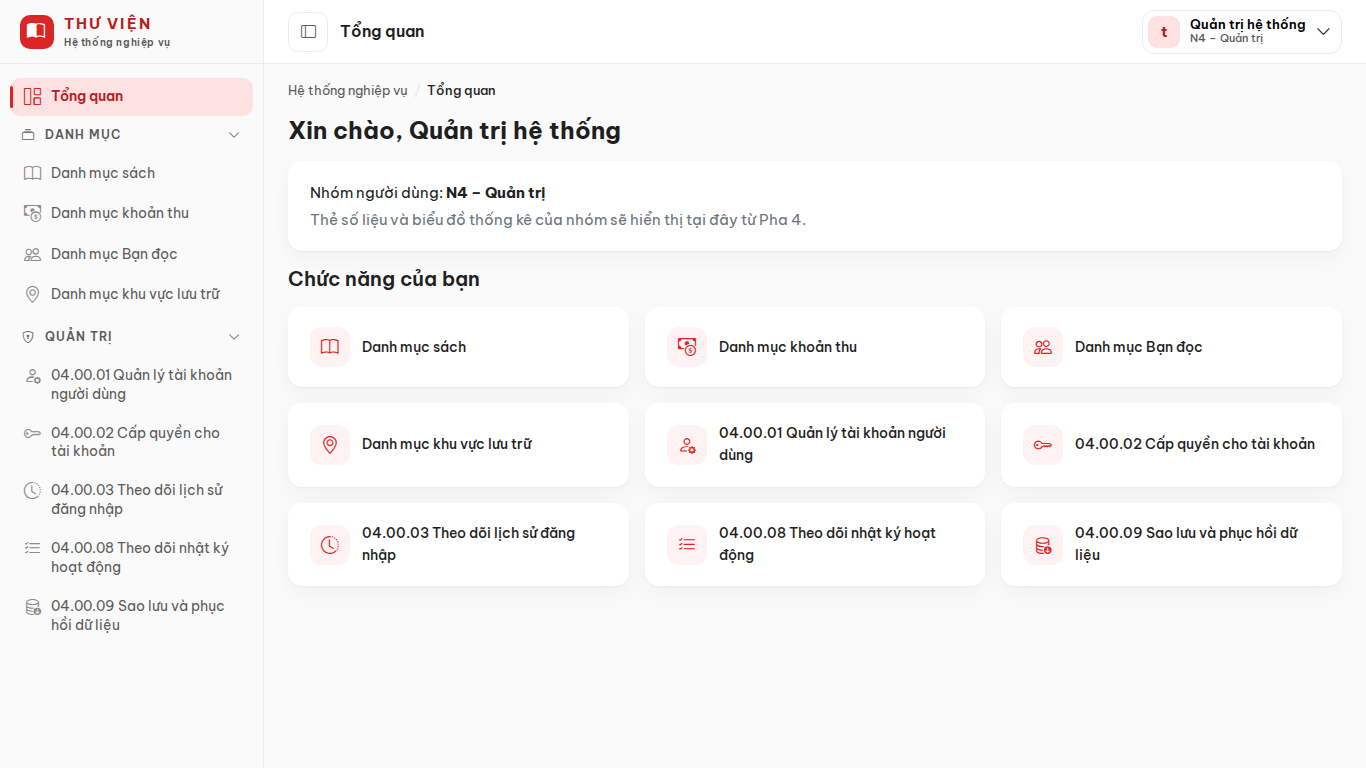 THƯ VIỆN
Hệ thống nghiệp vụ
Tổng quan
DANH MỤC
Danh mục sách
Danh mục khoản thu
Danh mục Bạn đọc
Danh mục khu vực lưu trữ
QUẢN TRỊ
04.00.01 Quản lý tài khoản
người dùng
04.00.02 Cấp quyền cho
tài khoản
04.00.03 Theo dõi lịch sử
đăng nhập
04.00.08 Theo dõi nhật ký
hoạt động
04.00.09 Sao lưu và phục
hồi dữ liệu
Tổng quan
t
Quản trị hệ thống
N4 – Quản trị
Hệ thống nghiệp vụ / Tổng quan
Xin chào, Quản trị hệ thống
Nhóm người dùng: N4 – Quản trị
Thẻ số liệu và biểu đồ thống kê của nhóm sẽ hiển thị tại đây từ Pha 4.
Chức năng của bạn
Danh mục sách
Danh mục khoản thu
Danh mục Bạn đọc
Danh mục khu vực lưu trữ
04.00.01 Quản lý tài khoản người
dùng
04.00.02 Cấp quyền cho tài khoản
04.00.03 Theo dõi lịch sử đăng
nhập
04.00.08 Theo dõi nhật ký hoạt
động
04.00.09 Sao lưu và phục hồi dữ
liệu